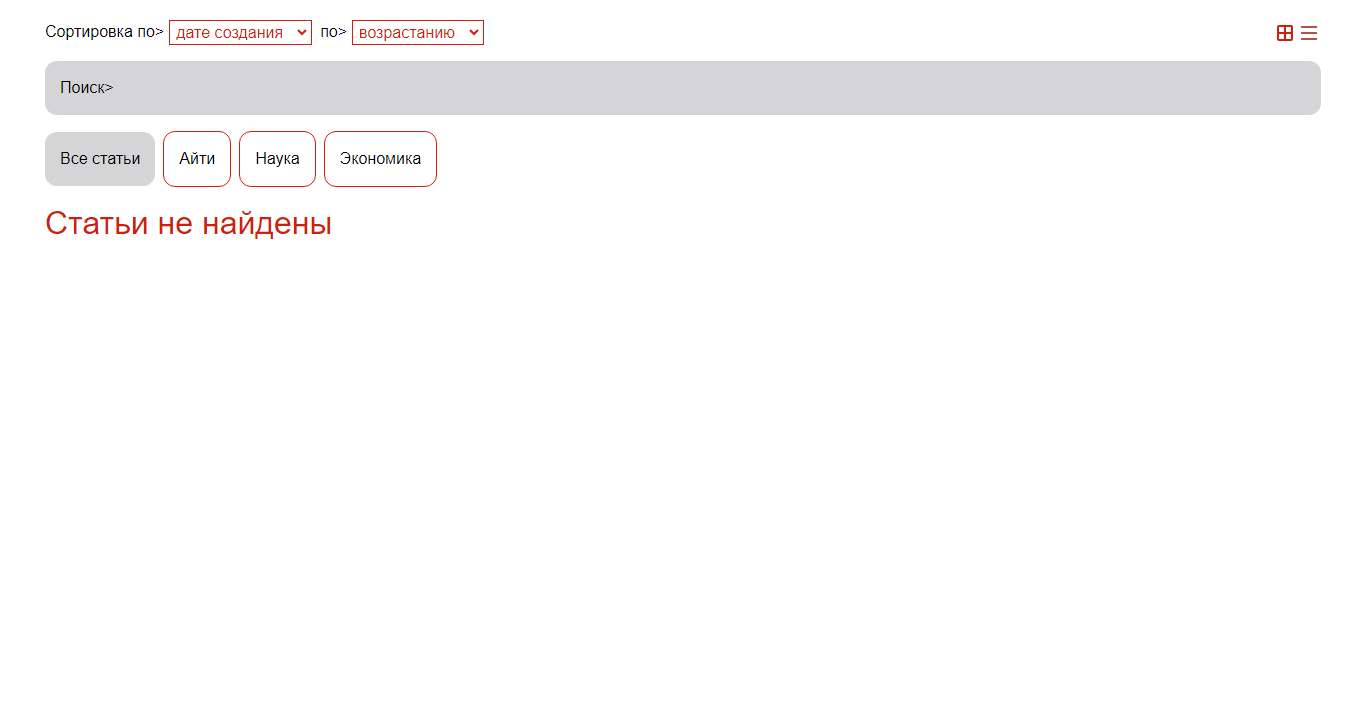 Сортировка по> дате создания по> возрастанию
Поиск>
Все статьи Айти Наука Экономика
Статьи не найдены